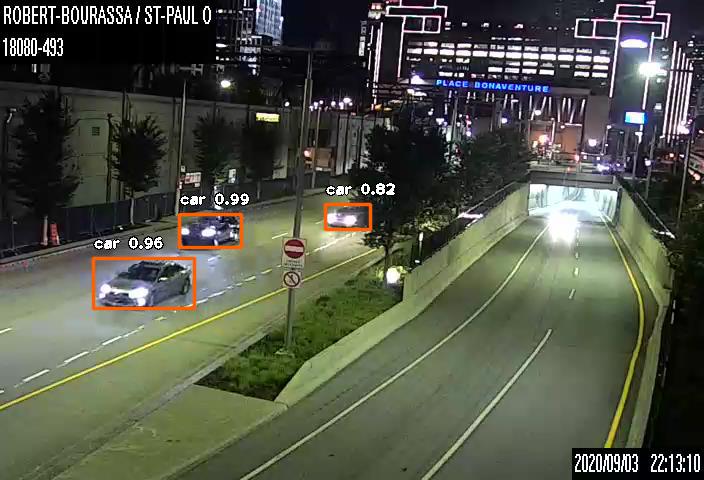 ROBERT-BOURASSA / ST-PAUL O
18080-493
PLACE BONAVENTURE
car 0.82
car 0.99
car 0.96
2020/09/03 22:13:10